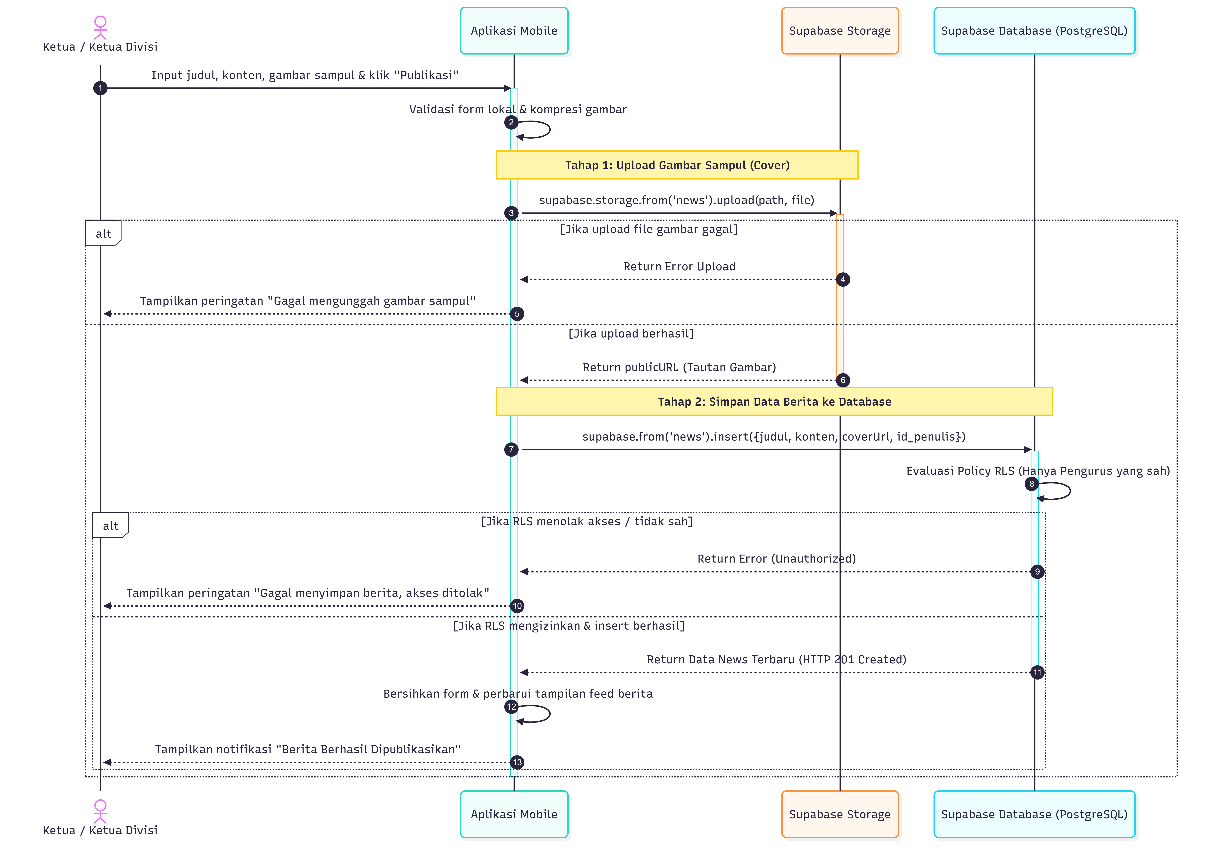 Ketua / Ketua Divisi
Aplikasi Mobile
Supabase Storage
Supabase Database (PostgreSQL)
Input judul, konten, gambar sampul & klik "Publikasi"
1
Validasi form lokal & kompresi gambar
2
Tahap 1: Upload Gambar Sampul (Cover)
supabase.storage.from('news').upload(path, file)
3
alt
[Jika upload file gambar gagal]
Return Error Upload
4
Tampilkan peringatan "Gagal mengunggah gambar sampul"
5
[Jika upload berhasil]
Return publicURL (Tautan Gambar)
6
Tahap 2: Simpan Data Berita ke Database
supabase.from('news').insert({judul, konten, coverUrl, id_penulis})
7
Evaluasi Policy RLS (Hanya Pengurus yang sah)
8
alt
[Jika RLS menolak akses / tidak sah]
Return Error (Unauthorized)
9
Tampilkan peringatan "Gagal menyimpan berita, akses ditolak"
10
[Jika RLS mengizinkan & insert berhasil]
Return Data News Terbaru (HTTP 201 Created)
11
Bersihkan form & perbarui tampilan feed berita
12
Tampilkan notifikasi "Berita Berhasil Dipublikasikan"
13
Ketua / Ketua Divisi
Aplikasi Mobile
Supabase Storage
Supabase Database (PostgreSQL)